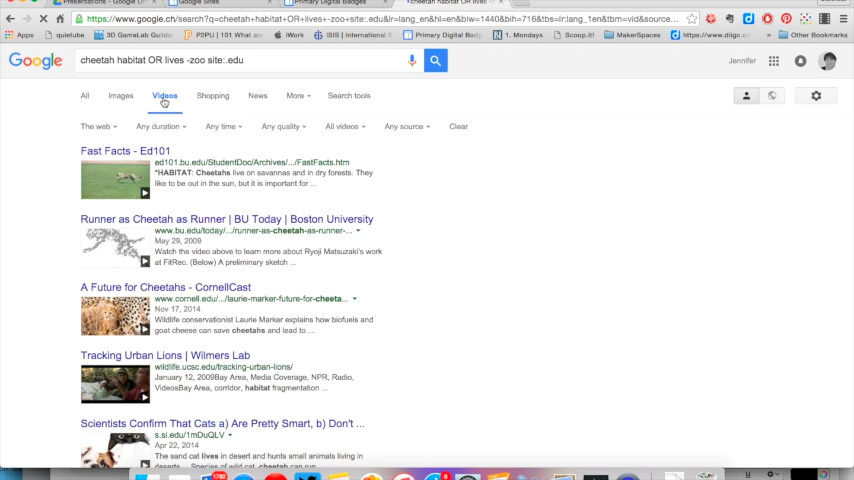 Presentations - Google D
Google Sites
Primary Digital Badges
cheetah habitat OR lives -
https://www.google.ch/search?q=cheetah+habitat+OR+lives+-zoo+site:.edu&lr=lang_en&hl=en&biw=1440&bih=716&tbs=lr:lang_1en&tbm=vid&source...
Apps quietube 3D GameLab Builder P2PU | 101 What are iWork ISIS | International Primary Digital Bad 1. Mondays Scoop.it! MakerSpaces https://www.diigo. Other Bookmarks
Google
cheetah habitat OR lives -zoo site:.edu
Jennifer
All Images Videos Shopping News More Search tools
The web Any duration Any time Any quality All videos Any source Clear
Fast Facts - Ed101
ed101.bu.edu/StudentDoc/Archives/.../FastFacts.htm
*HABITAT: Cheetahs live on savannas and in dry forests. They
like to be out in the sun, but it is important for ...
Runner as Cheetah as Runner | BU Today | Boston University
www.bu.edu/today/.../runner-as-cheetah-as-runner-...
May 29, 2009
Watch the video above to learn more about Ryoji Matsuzaki's work
at FitRec. (Below) A preliminary sketch ...
A Future for Cheetahs - CornellCast
www.cornell.edu/.../laurie-marker-future-for-cheeta...
Nov 17, 2014
Wildlife conservationist Laurie Marker explains how biofuels and
goat cheese can save cheetahs and lead to ...
Tracking Urban Lions | Wilmers Lab
wildlife.ucsc.edu/tracking-urban-lions/
January 12, 2009Bay Area, Media Coverage, NPR, Radio,
VideosBay Area, corridor, habitat fragmentation ...
Scientists Confirm That Cats a) Are Pretty Smart, b) Don't ...
s.si.edu/1mDuQLV
Apr 22, 2014
The sand cat lives in desert and hunts small animals living in
deserts... Species of wild cat, cheetah can run